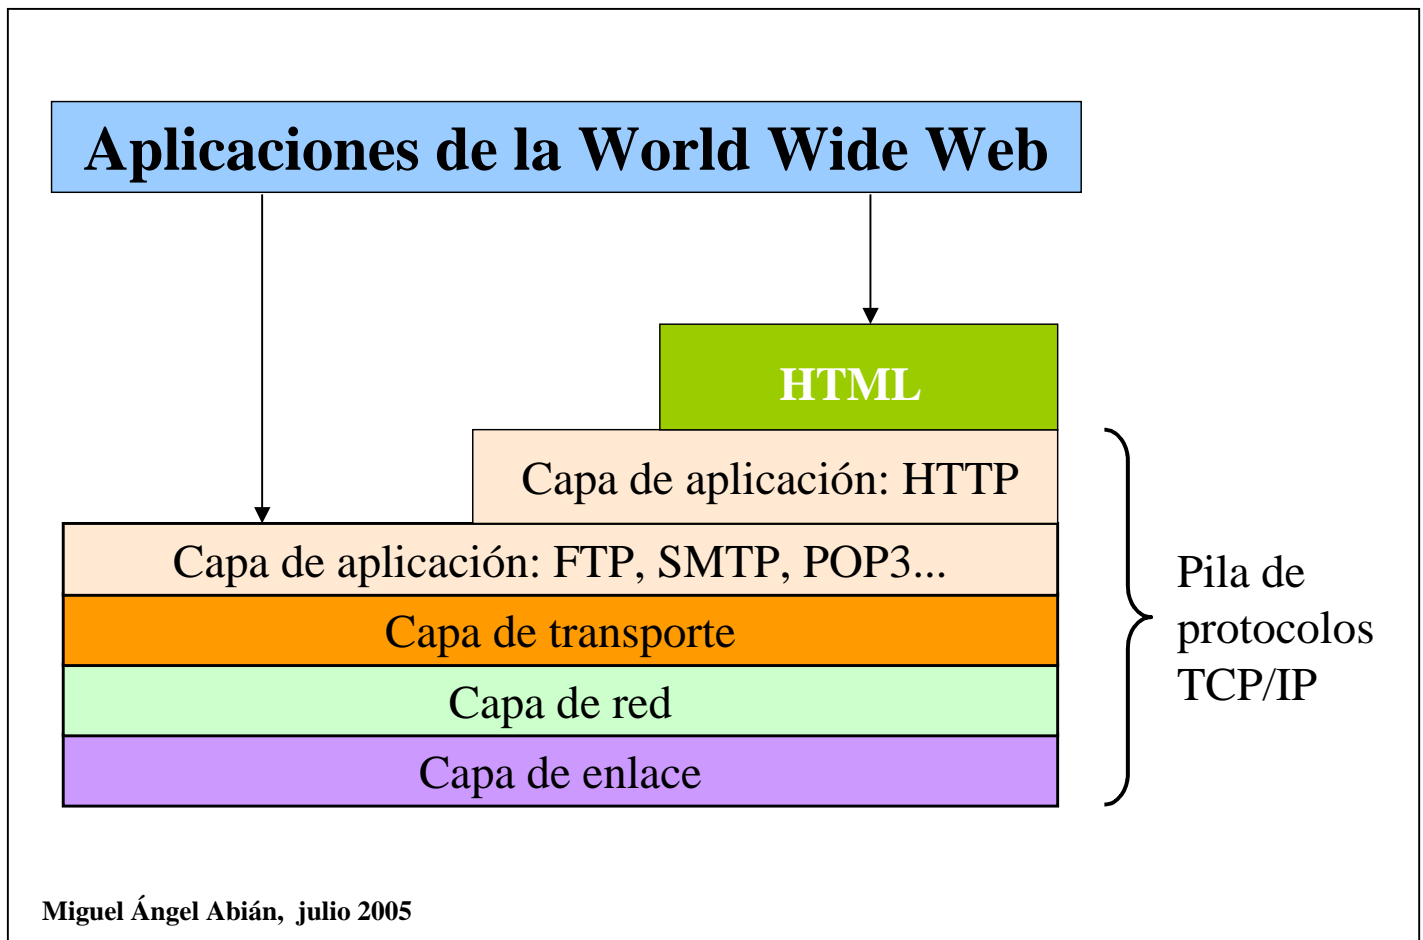 Aplicaciones de la World Wide Web
HTML
Capa de aplicación: HTTP
Capa de aplicación: FTP, SMTP, POP3...
Capa de transporte
Capa de red
Capa de enlace
Pila de
protocolos
TCP/IP
Miguel Ángel Abián, julio 2005